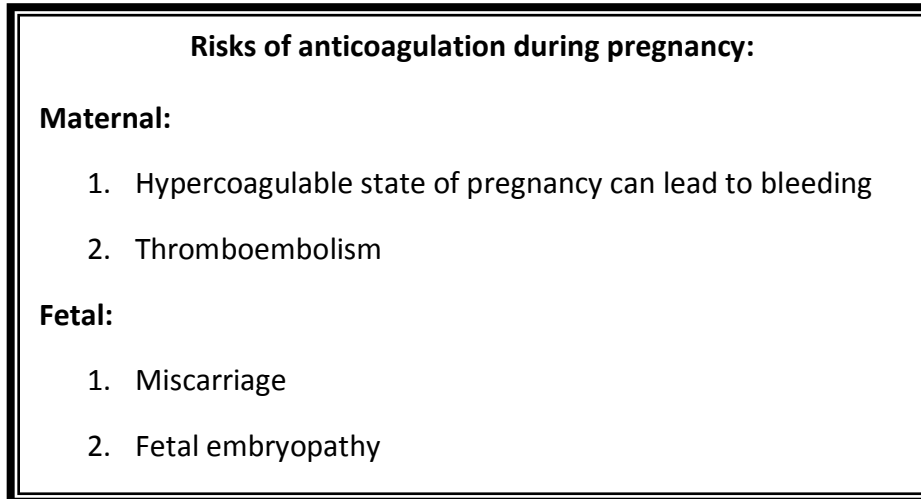 Risks of anticoagulation during pregnancy:
Maternal:
1. Hypercoagulable state of pregnancy can lead to bleeding
2. Thromboembolism
Fetal:
1. Miscarriage
2. Fetal embryopathy